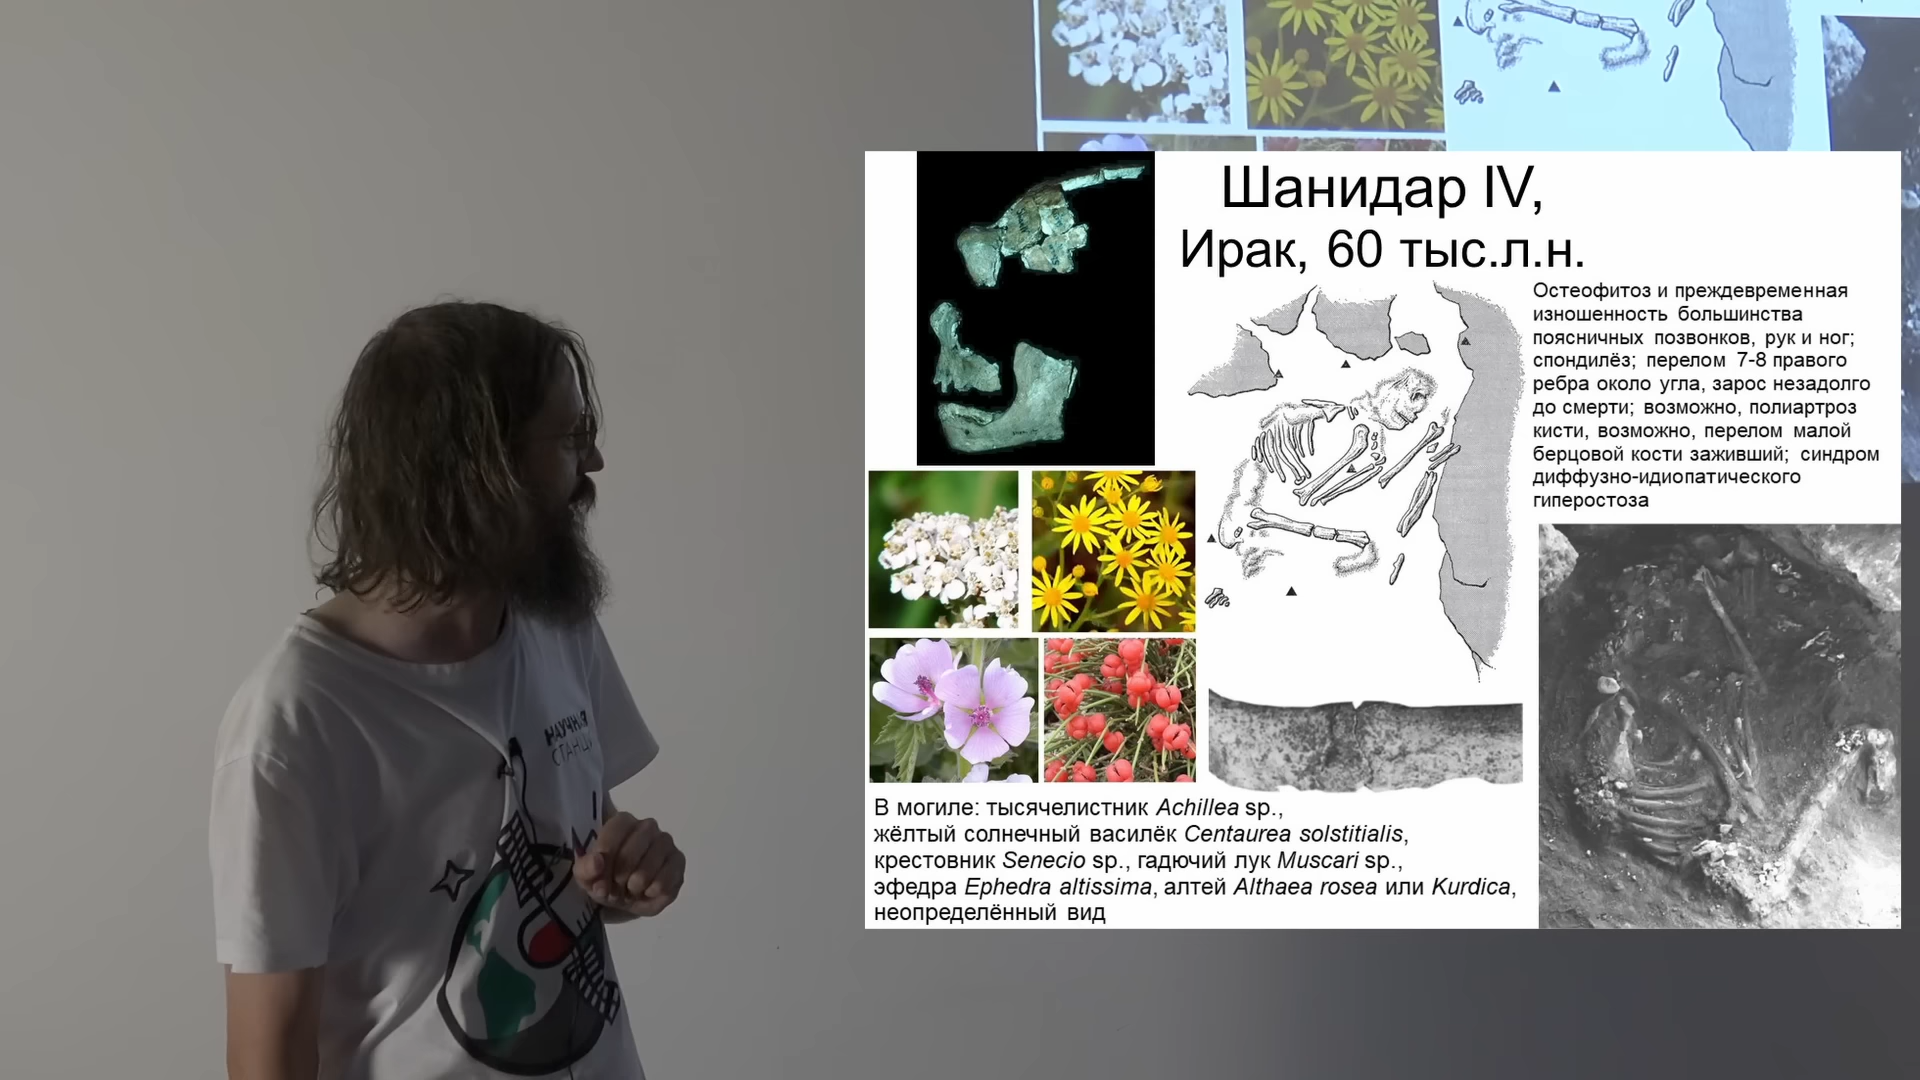 Шанидар IV,
Ирак, 60 тыс.л.н.
Остеофитоз и преждевременная
изношенность большинства
поясничных позвонков, рук и ног;
спондилёз; перелом 7-8 правого
ребра около угла, зарос незадолго
до смерти; возможно, полиартроз
кисти, возможно, перелом малой
берцовой кости заживший; синдром
диффузно-идиопатического
гиперостоза
В могиле: тысячелистник Achillea sp.,
жёлтый солнечный василёк Centaurea solstitialis,
крестовник Senecio sp., гадючий лук Muscari sp.,
эфедра Ephedra altissima, алтей Althaea rosea или Kurdica,
неопределённый вид